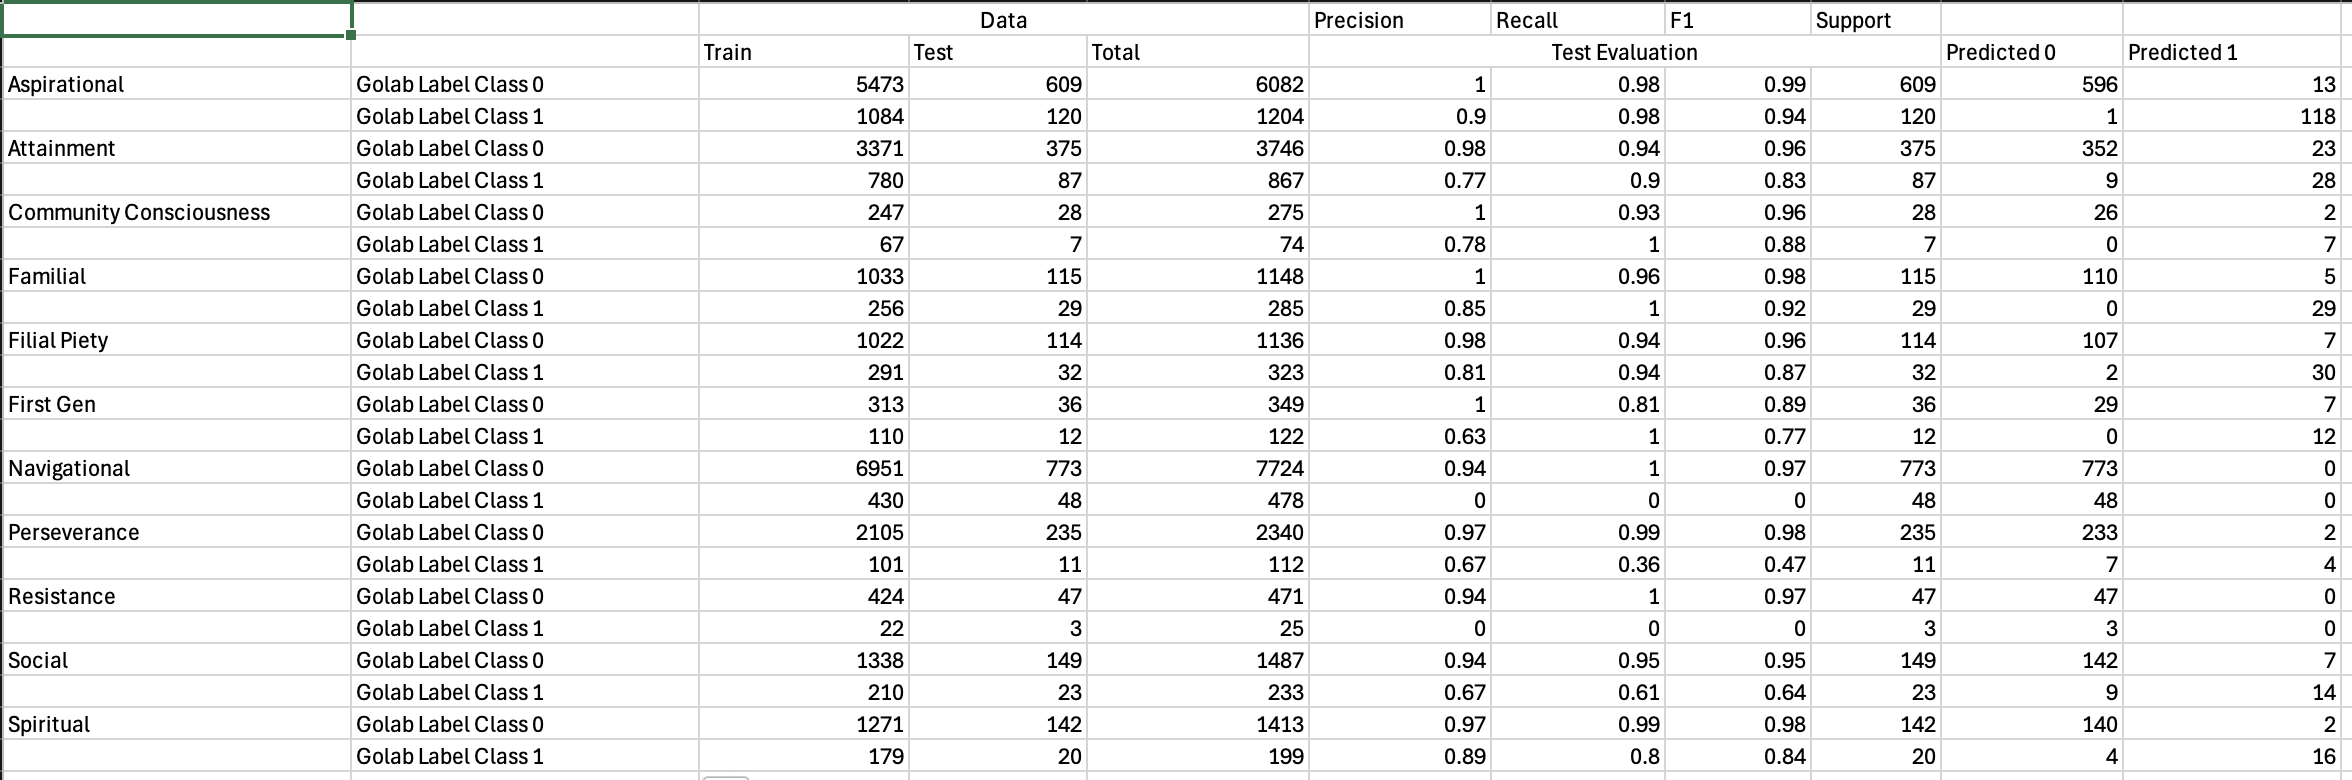 Data Precision Recall F1 Support
Train Test Total Test Evaluation Predicted 0 Predicted 1
Aspirational Golab Label Class 0 5473 609 6082 1 0.98 0.99 609 596 13
Golab Label Class 1 1084 120 1204 0.9 0.98 0.94 120 1 118
Attainment Golab Label Class 0 3371 375 3746 0.98 0.94 0.96 375 352 23
Golab Label Class 1 780 87 867 0.77 0.9 0.83 87 9 28
Community Consciousness Golab Label Class 0 247 28 275 1 0.93 0.96 28 26 2
Golab Label Class 1 67 7 74 0.78 1 0.88 7 0 7
Familial Golab Label Class 0 1033 115 1148 1 0.96 0.98 115 110 5
Golab Label Class 1 256 29 285 0.85 1 0.92 29 0 29
Filial Piety Golab Label Class 0 1022 114 1136 0.98 0.94 0.96 114 107 7
Golab Label Class 1 291 32 323 0.81 0.94 0.87 32 2 30
First Gen Golab Label Class 0 313 36 349 1 0.81 0.89 36 29 7
Golab Label Class 1 110 12 122 0.63 1 0.77 12 0 12
Navigational Golab Label Class 0 6951 773 7724 0.94 1 0.97 773 773 0
Golab Label Class 1 430 48 478 0 0 0 48 48 0
Perseverance Golab Label Class 0 2105 235 2340 0.97 0.99 0.98 235 233 2
Golab Label Class 1 101 11 112 0.67 0.36 0.47 11 7 4
Resistance Golab Label Class 0 424 47 471 0.94 1 0.97 47 47 0
Golab Label Class 1 22 3 25 0 0 0 3 3 0
Social Golab Label Class 0 1338 149 1487 0.94 0.95 0.95 149 142 7
Golab Label Class 1 210 23 233 0.67 0.61 0.64 23 9 14
Spiritual Golab Label Class 0 1271 142 1413 0.97 0.99 0.98 142 140 2
Golab Label Class 1 179 20 199 0.89 0.8 0.84 20 4 16